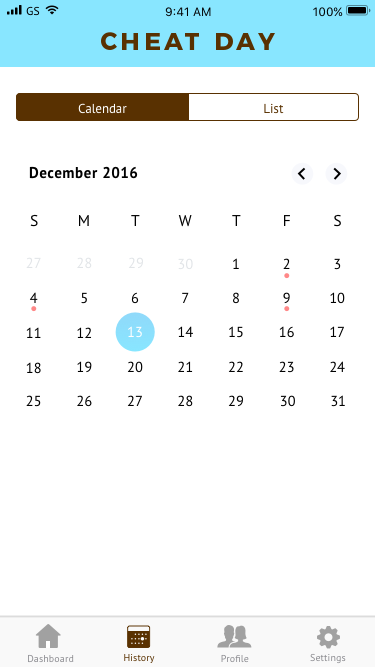 GS 9:41 AM 100%
CHEAT DAY
Calendar List
December 2016
S M T W T F S
27 28 29 30 1 2 3
4 5 6 7 8 9 10
11 12 13 14 15 16 17
18 19 20 21 22 23 24
25 26 27 28 29 30 31
Dashboard History Profile Settings